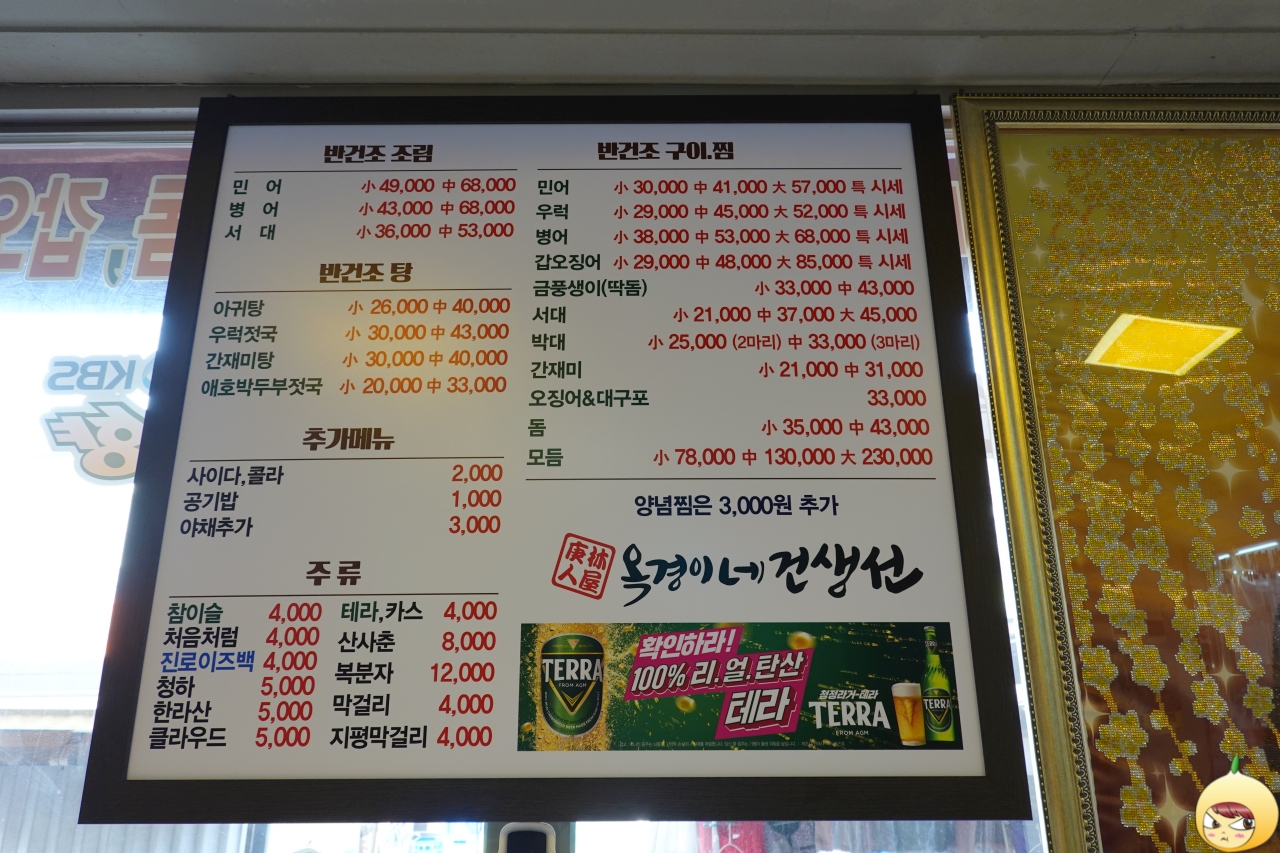 반건조 조림
민 어 小 49,000 中 68,000
병 어 小 43,000 中 68,000
서 대 小 36,000 中 53,000
반건조 탕
아귀탕 小 26,000 中 40,000
우럭젓국 小 30,000 中 43,000
간재미탕 小 30,000 中 40,000
애호박두부젓국 小 20,000 中 33,000
추가메뉴
사이다,콜라 2,000
공기밥 1,000
야채추가 3,000
주 류
참이슬 4,000 테라,카스 4,000
처음처럼 4,000 산사춘 8,000
진로이즈백 4,000 복분자 12,000
청하 5,000 막걸리 4,000
한라산 5,000 지평막걸리 4,000
클라우드 5,000
반건조 구이.찜
민어 小 30,000 中 41,000 大 57,000 특 시세
우럭 小 29,000 中 45,000 大 52,000 특 시세
병어 小 38,000 中 53,000 大 68,000 특 시세
갑오징어 小 29,000 中 48,000 大 85,000 특 시세
금풍생이(딱돔) 小 33,000 中 43,000
서대 小 21,000 中 37,000 大 45,000
박대 小 25,000 (2마리) 中 33,000 (3마리)
간재미 小 21,000 中 31,000
오징어&대구포 33,000
돔 小 35,000 中 43,000
모듬 小 78,000 中 130,000 大 230,000
양념찜은 3,000원 추가
옥경이네건생선
TERRA
FROM AGM
확인하라!
100% 리.얼.탄산
테라
청정라거-테라
TERRA
FROM AGM
TERRA
KBS